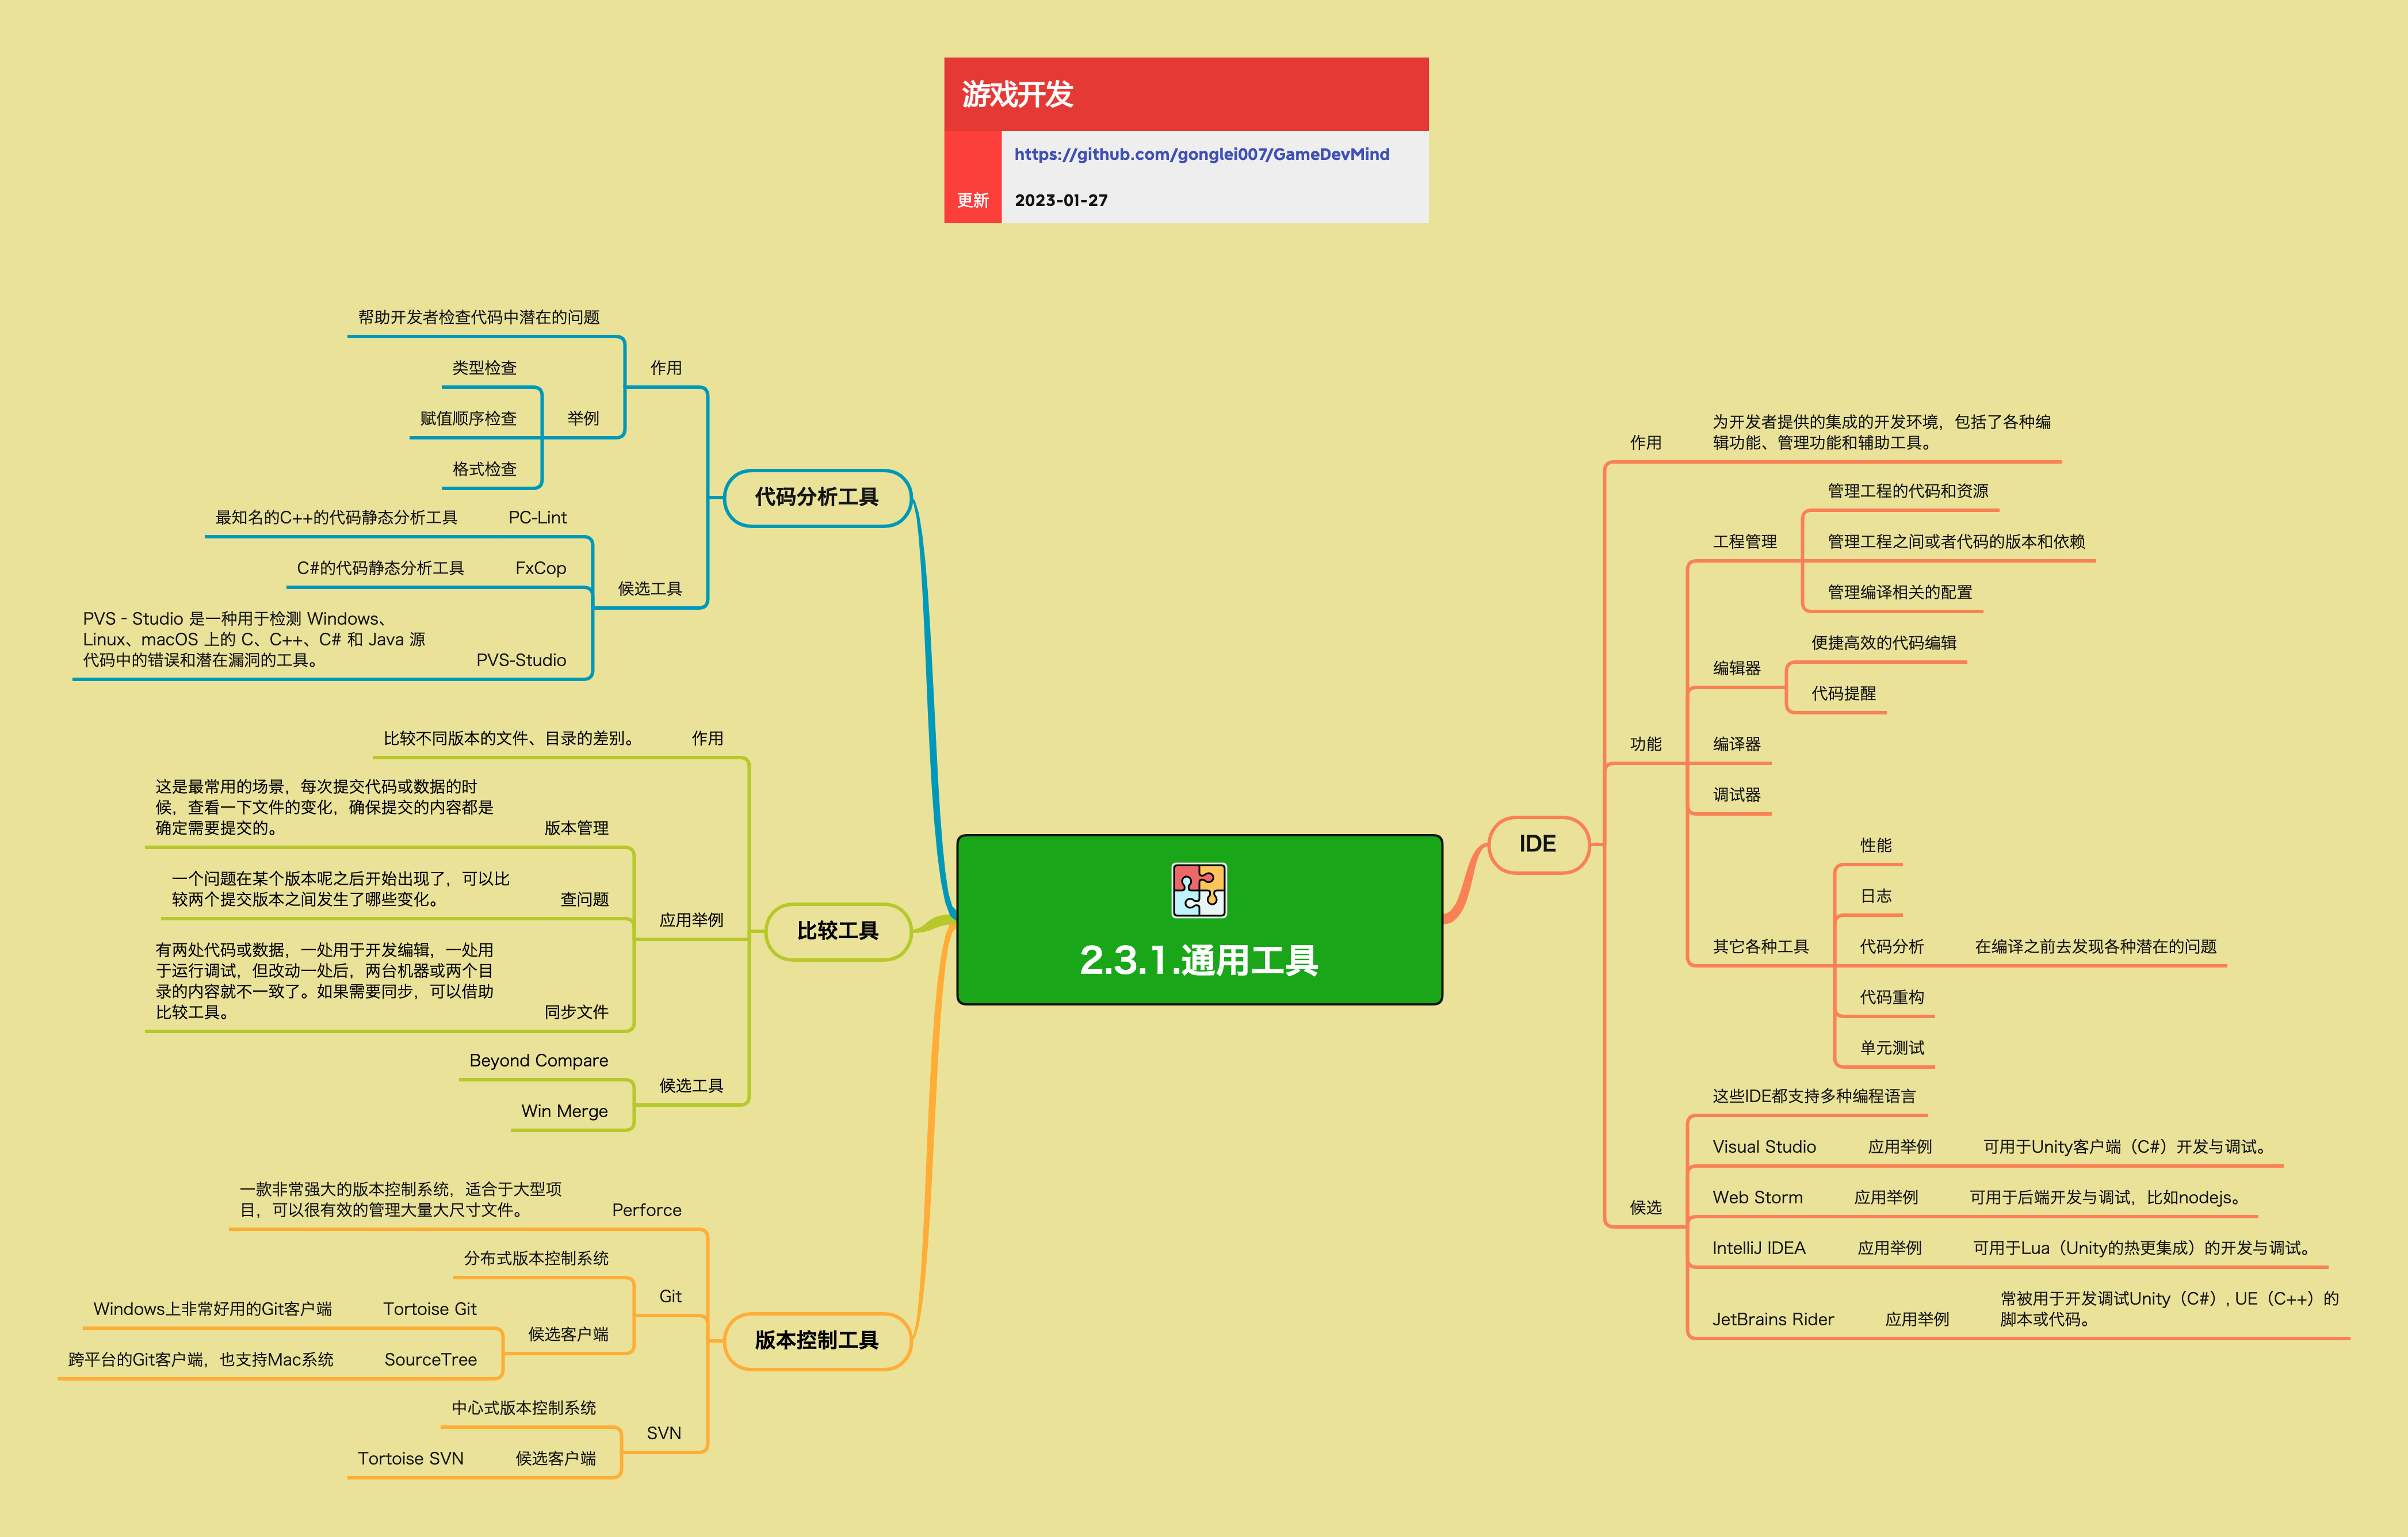 游戏开发
https://github.com/gonglei007/GameDevMind
更新
2023-01-27
2.3.1.通用工具
IDE
作用
为开发者提供的集成的开发环境，包括了各种编
辑功能、管理功能和辅助工具。
功能
工程管理
管理工程的代码和资源
管理工程之间或者代码的版本和依赖
管理编译相关的配置
编辑器
便捷高效的代码编辑
代码提醒
编译器
调试器
其它各种工具
性能
日志
代码分析
在编译之前去发现各种潜在的问题
代码重构
单元测试
候选
这些IDE都支持多种编程语言
Visual Studio
应用举例
可用于Unity客户端（C#）开发与调试。
Web Storm
应用举例
可用于后端开发与调试，比如nodejs。
IntelliJ IDEA
应用举例
可用于Lua（Unity的热更集成）的开发与调试。
JetBrains Rider
应用举例
常被用于开发调试Unity（C#）, UE（C++）的
脚本或代码。
代码分析工具
作用
帮助开发者检查代码中潜在的问题
举例
类型检查
赋值顺序检查
格式检查
候选工具
PC-Lint
最知名的C++的代码静态分析工具
FxCop
C#的代码静态分析工具
PVS-Studio
PVS - Studio 是一种用于检测 Windows、
Linux、macOS 上的 C、C++、C# 和 Java 源
代码中的错误和潜在漏洞的工具。
比较工具
作用
比较不同版本的文件、目录的差别。
应用举例
版本管理
这是最常用的场景，每次提交代码或数据的时
候，查看一下文件的变化，确保提交的内容都是
确定需要提交的。
查问题
一个问题在某个版本呢之后开始出现了，可以比
较两个提交版本之间发生了哪些变化。
同步文件
有两处代码或数据，一处用于开发编辑，一处用
于运行调试，但改动一处后，两台机器或两个目
录的内容就不一致了。如果需要同步，可以借助
比较工具。
候选工具
Beyond Compare
Win Merge
版本控制工具
Perforce
一款非常强大的版本控制系统，适合于大型项
目，可以很有效的管理大量大尺寸文件。
Git
分布式版本控制系统
候选客户端
Tortoise Git
Windows上非常好用的Git客户端
SourceTree
跨平台的Git客户端，也支持Mac系统
SVN
中心式版本控制系统
候选客户端
Tortoise SVN